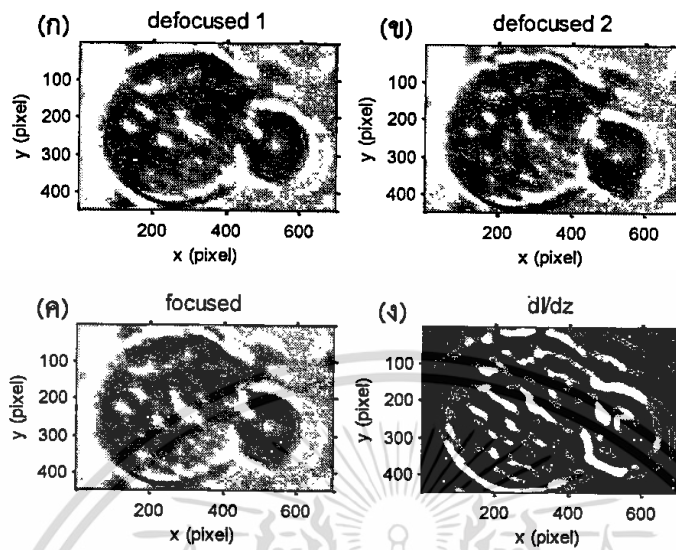 (ก) defocused 1
100
200
300
400
y (pixel)
200 400 600
x (pixel)
(ข) defocused 2
100
200
300
400
y (pixel)
200 400 600
x (pixel)
(ค) focused
100
200
300
400
y (pixel)
200 400 600
x (pixel)
(ง) dI/dz
100
200
300
400
y (pixel)
200 400 600
x (pixel)